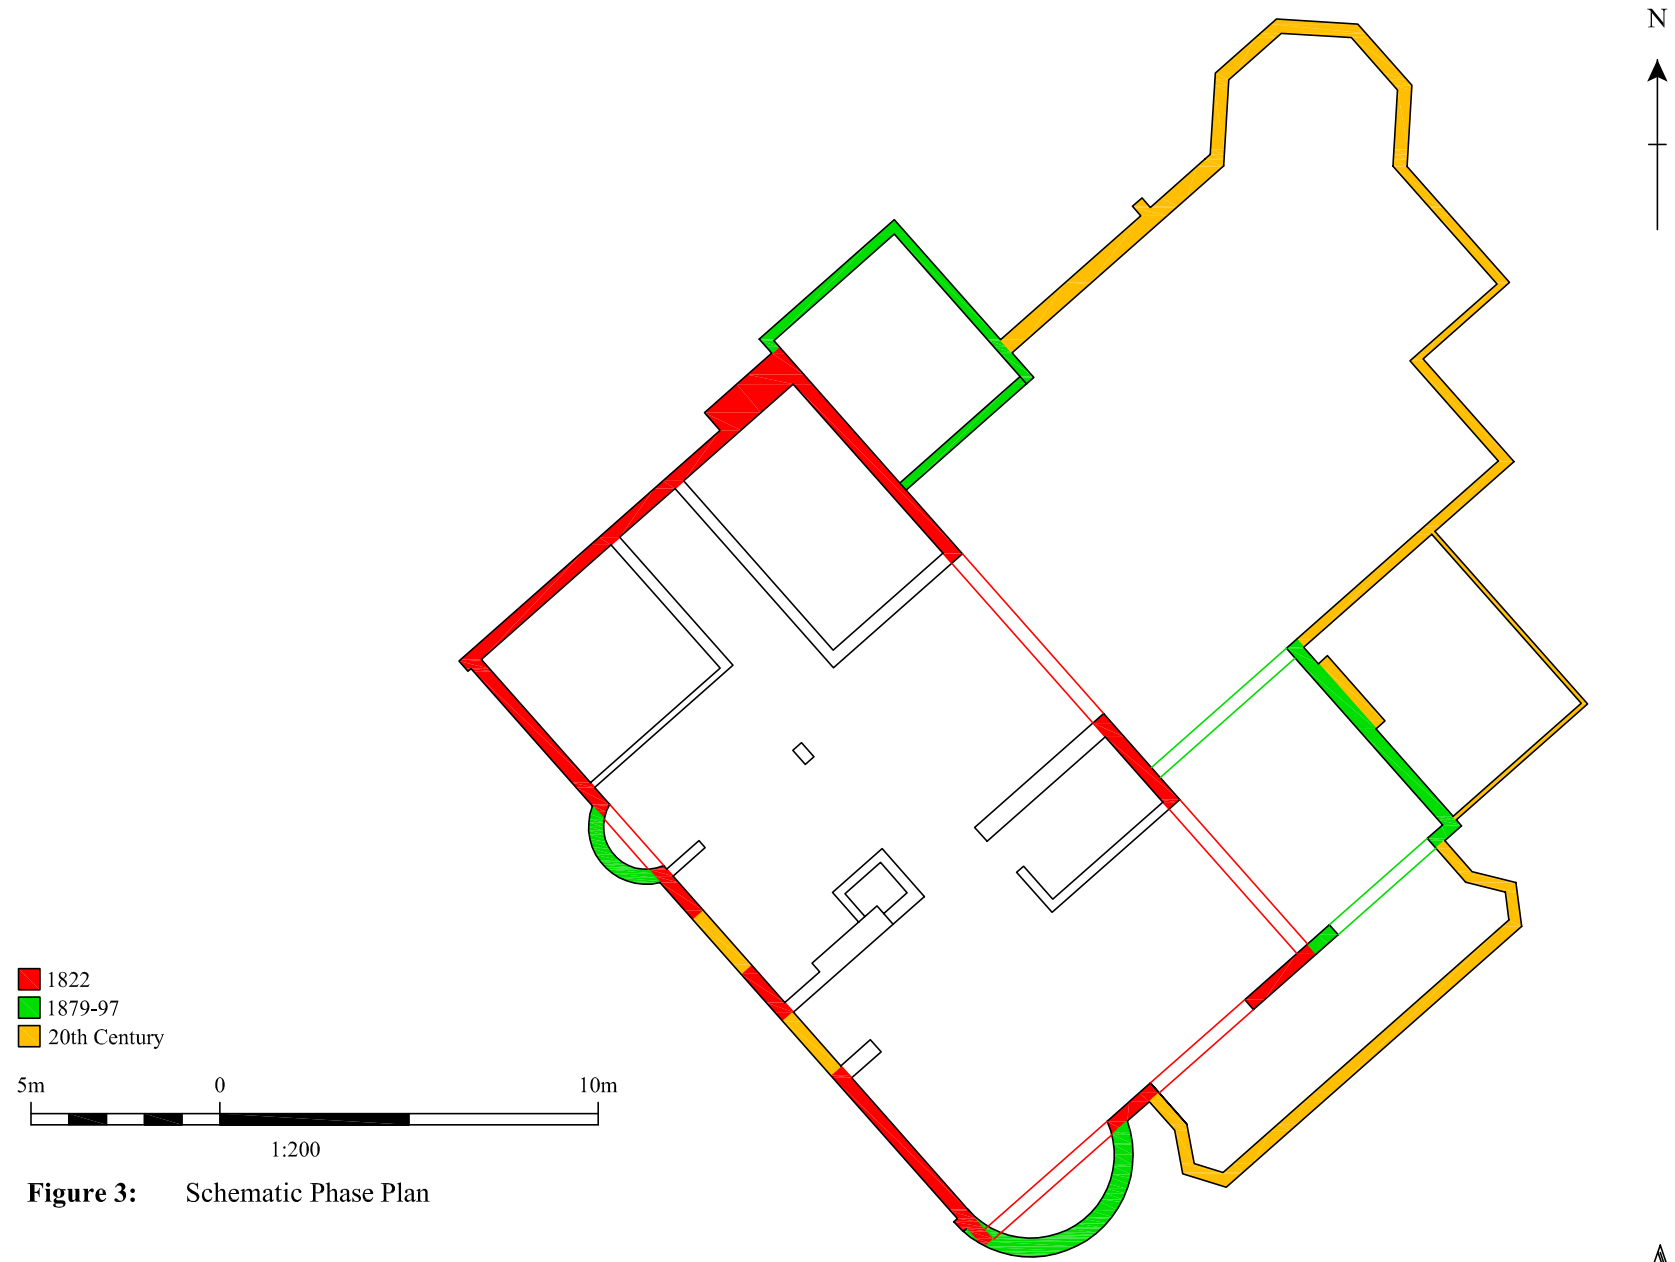 N
1822
1879-97
20th Century
5m 0 10m
1:200
Figure 3: Schematic Phase Plan